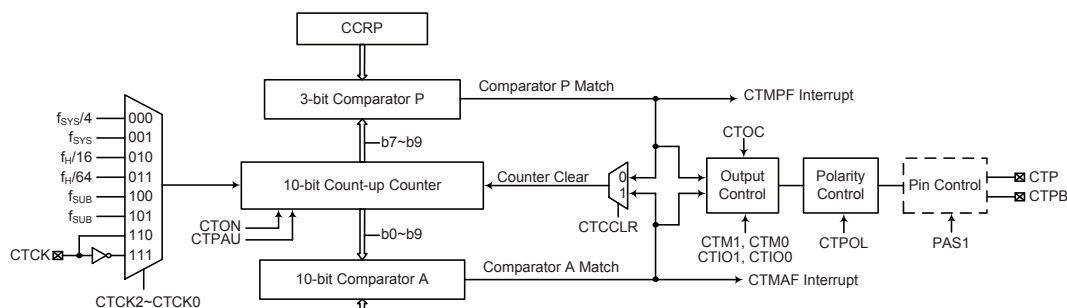 CCRP
3-bit Comparator P
Comparator P Match
CTMPF Interrupt
b7~b9
fSYS/4
000
fSYS
001
fH/16
010
fH/64
011
fSUB
100
fSUB
101
110
CTCK
111
CTCK2~CTCK0
10-bit Count-up Counter
CTON
CTPAU
Counter Clear
0
1
CTCCLR
CTOC
Output
Control
CTM1, CTM0
CTIO1, CTIO0
Polarity
Control
CTPOL
Pin Control
PAS1
CTP
CTPB
b0~b9
10-bit Comparator A
Comparator A Match
CTMAF Interrupt